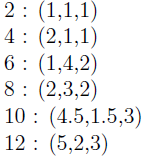 2 : (1,1,1)
4 : (2,1,1)
6 : (1,4,2)
8 : (2,3,2)
10 : (4.5,1.5,3)
12 : (5,2,3)